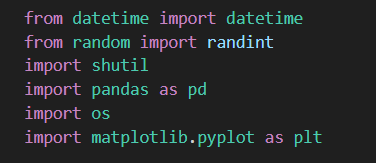 from datetime import datetime
from random import randint
import shutil
import pandas as pd
import os
import matplotlib.pyplot as plt